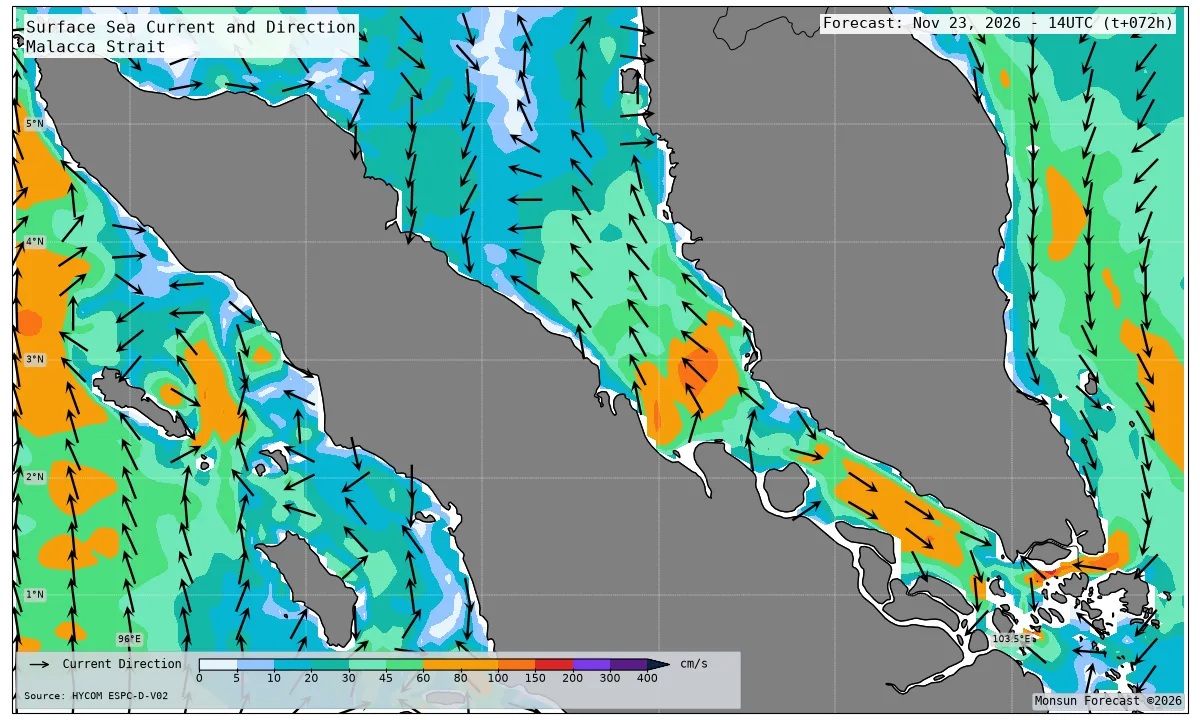 Surface Sea Current and Direction
Malacca Strait
Forecast: Nov 23, 2026 - 14UTC (t+072h)
5°N
4°N
3°N
2°N
1°N
96°E
103.5°E
Current Direction
0 5 10 20 30 45 60 80 100 150 200 300 400
cm/s
Source: HYCOM ESPC-D-V02
Monsun Forecast ©2026